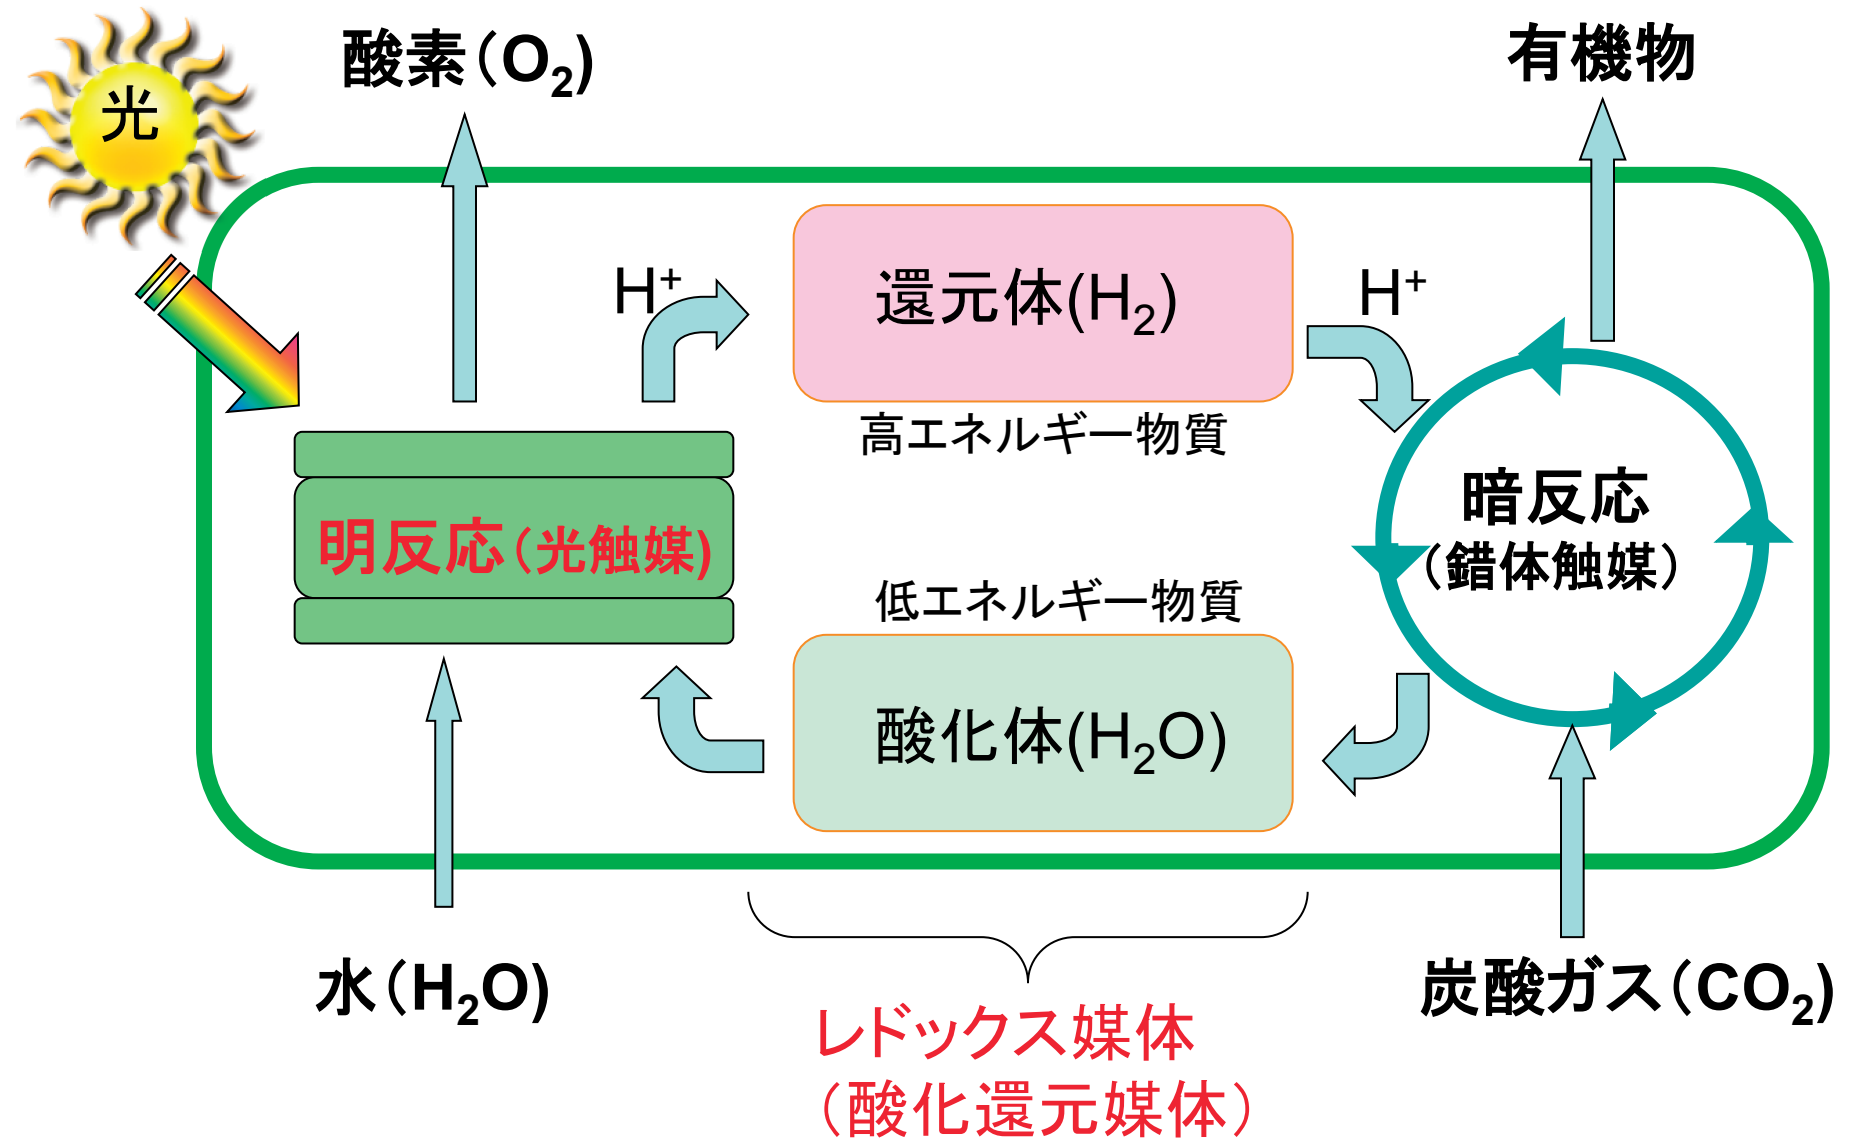 光
酸素（O2)
有機物
H+
還元体(H2)
H+
高エネルギー物質
明反応（光触媒)
暗反応
（錯体触媒）
低エネルギー物質
酸化体(H2O)
水（H2O)
炭酸ガス（CO2)
レドックス媒体
（酸化還元媒体）